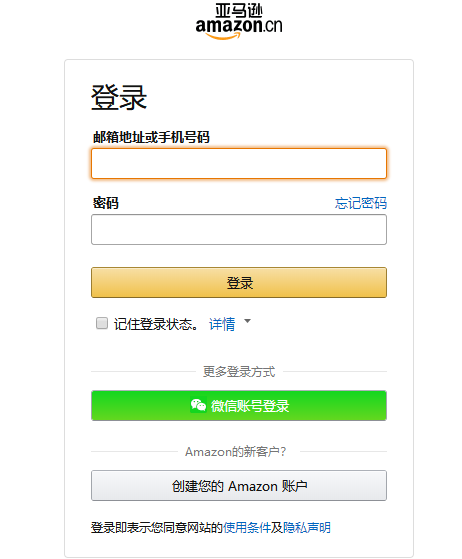 亚马逊
amazon.cn
登录
邮箱地址或手机号码
密码 忘记密码
登录
记住登录状态。 详情
更多登录方式
微信账号登录
Amazon的新客户?
创建您的 Amazon 账户
登录即表示您同意网站的使用条件及隐私声明